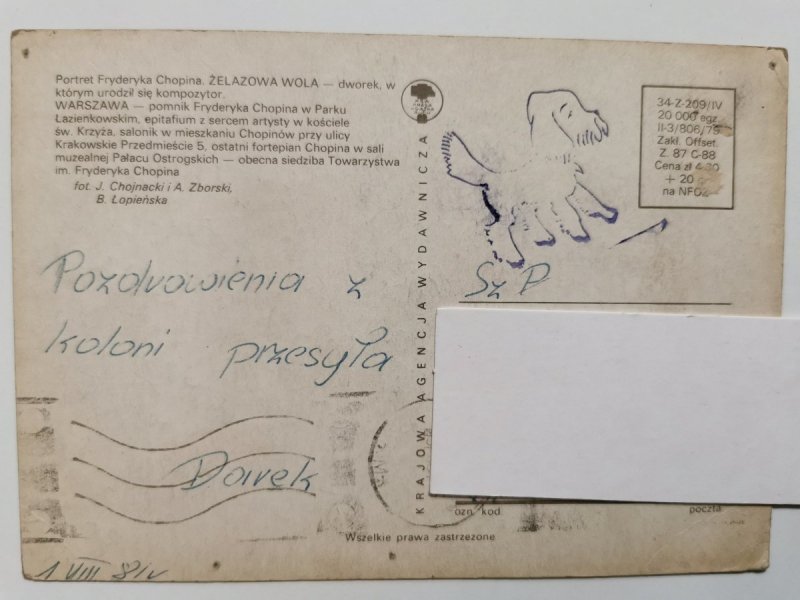 Portret Fryderyka Chopina. ŻELAZOWA WOLA — dworek, w
którym urodził się kompozytor.
WARSZAWA — pomnik Fryderyka Chopina w Parku
Łazienkowskim, epitafium z sercem artysty w kościele
św. Krzyża, salonik w mieszkaniu Chopinów przy ulicy
Krakowskie Przedmieście 5, ostatni fortepian Chopina w sali
muzealnej Pałacu Ostrogskich — obecna siedziba Towarzystwa
im. Fryderyka Chopina
fot. J. Chojnacki i A. Zborski,
B. Łopieńska
Pozdrowienia z
koloni przesyła
Darek
1 VIII 81r
KRAJOWA AGENCJA WYDAWNICZA
34-Z-209/IV
20 000 egz.
II-3/806/79
Zakł. Offset.
Z. 87 C-88
Cena zł
+ 20
na NFOZ
Sz P
ozn kod
poczta
Wszelkie prawa zastrzeżone